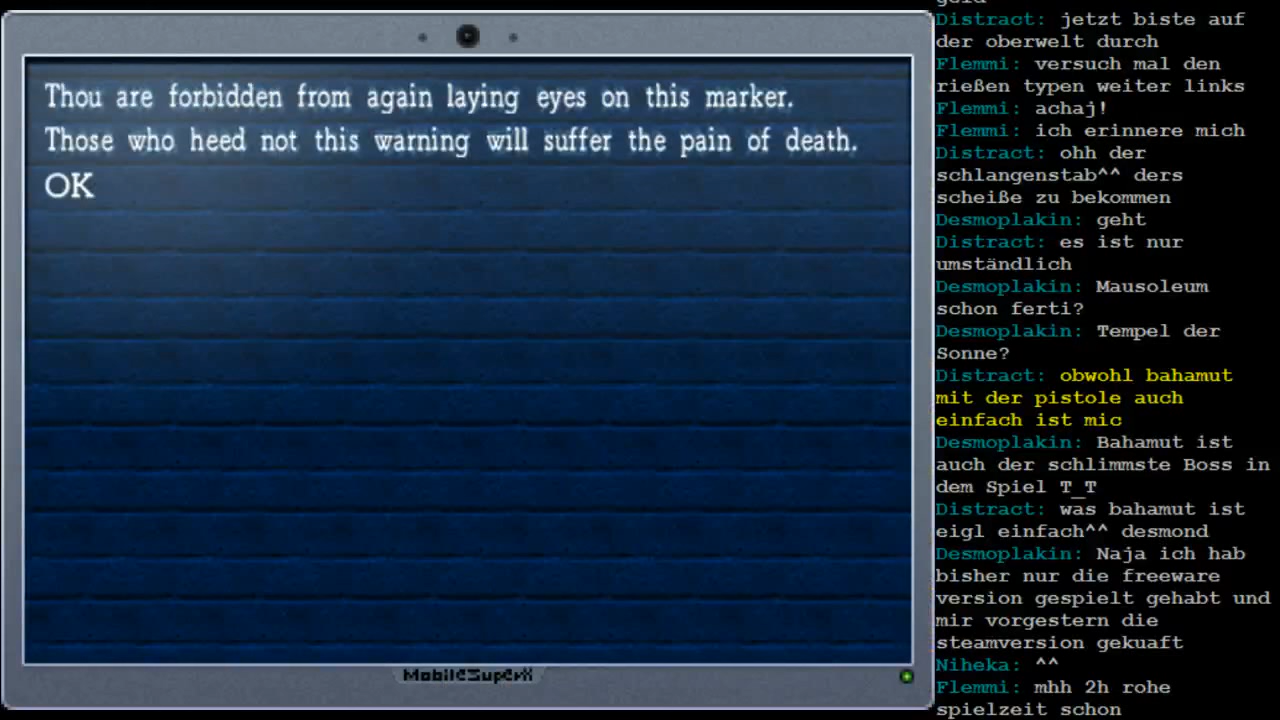 Thou are forbidden from again laying eyes on this marker.
Those who heed not this warning will suffer the pain of death.
OK
MobileSuperX
geld
Distract: jetzt biste auf
der oberwelt durch
Flemmi: versuch mal den
rießen typen weiter links
Flemmi: achaj!
Flemmi: ich erinnere mich
Distract: ohh der
schlangenstab^^ ders
scheiße zu bekommen
Desmoplakin: geht
Distract: es ist nur
umständlich
Desmoplakin: Mausoleum
schon ferti?
Desmoplakin: Tempel der
Sonne?
Distract: obwohl bahamut
mit der pistole auch
einfach ist mic
Desmoplakin: Bahamut ist
auch der schlimmste Boss in
dem Spiel T_T
Distract: was bahamut ist
eigl einfach^^ desmond
Desmoplakin: Naja ich hab
bisher nur die freeware
version gespielt gehabt und
mir vorgestern die
steamversion gekuaft
Niheka: ^^
Flemmi: mhh 2h rohe
spielzeit schon